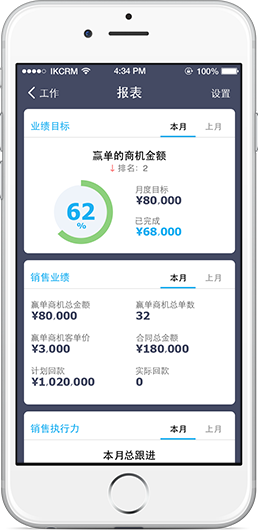 IKCRM 4:34 PM 100%
工作 报表 设置
业绩目标 本月 上月
赢单的商机金额
↓ 排名: 2
62
%
月度目标
¥80.000
已完成
¥68.000
销售业绩 本月 上月
赢单商机总金额 赢单商机总单数
¥80.000 32
赢单商机客单价 合同总金额
¥3.000 ¥180.000
计划回款 实际回款
¥1.020.000 0
销售执行力 本月 上月
本月总跟进